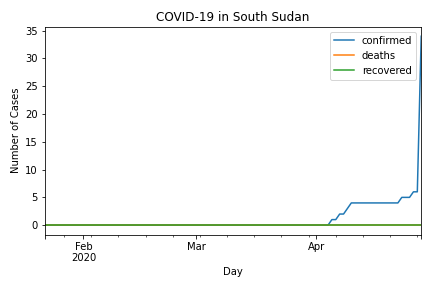 COVID-19 in South Sudan
confirmed
deaths
recovered
Number of Cases
35
30
25
20
15
10
5
0
Feb
2020
Mar
Apr
Day